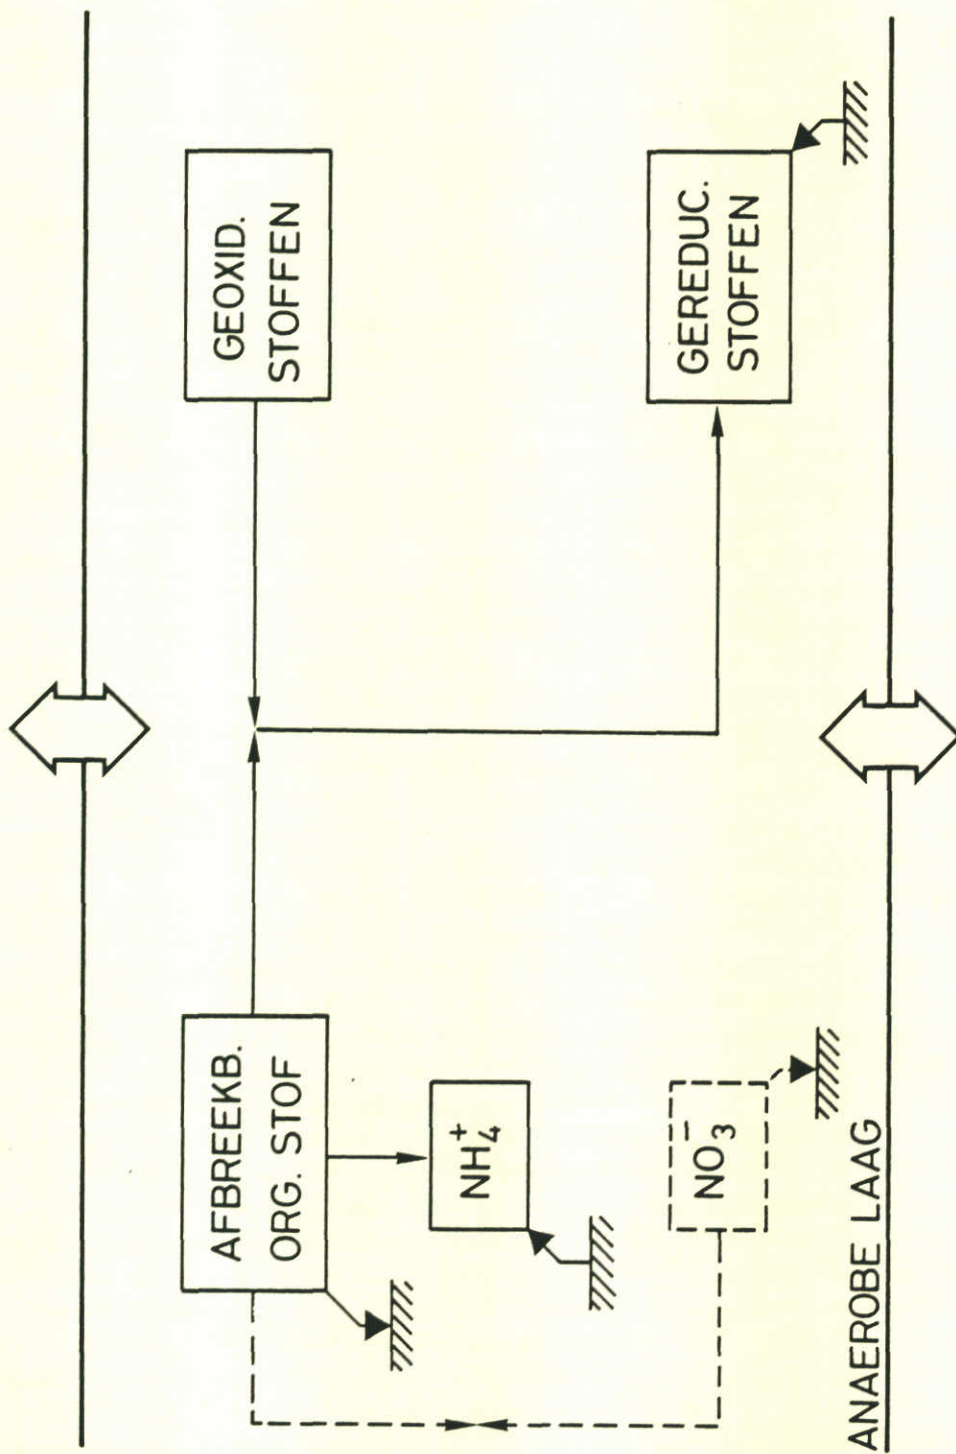 AFBREEKB.
ORG. STOF
GEOXID.
STOFFEN
NH₄⁺
NO₃⁻
GEREDUC.
STOFFEN
ANAEROBE LAAG